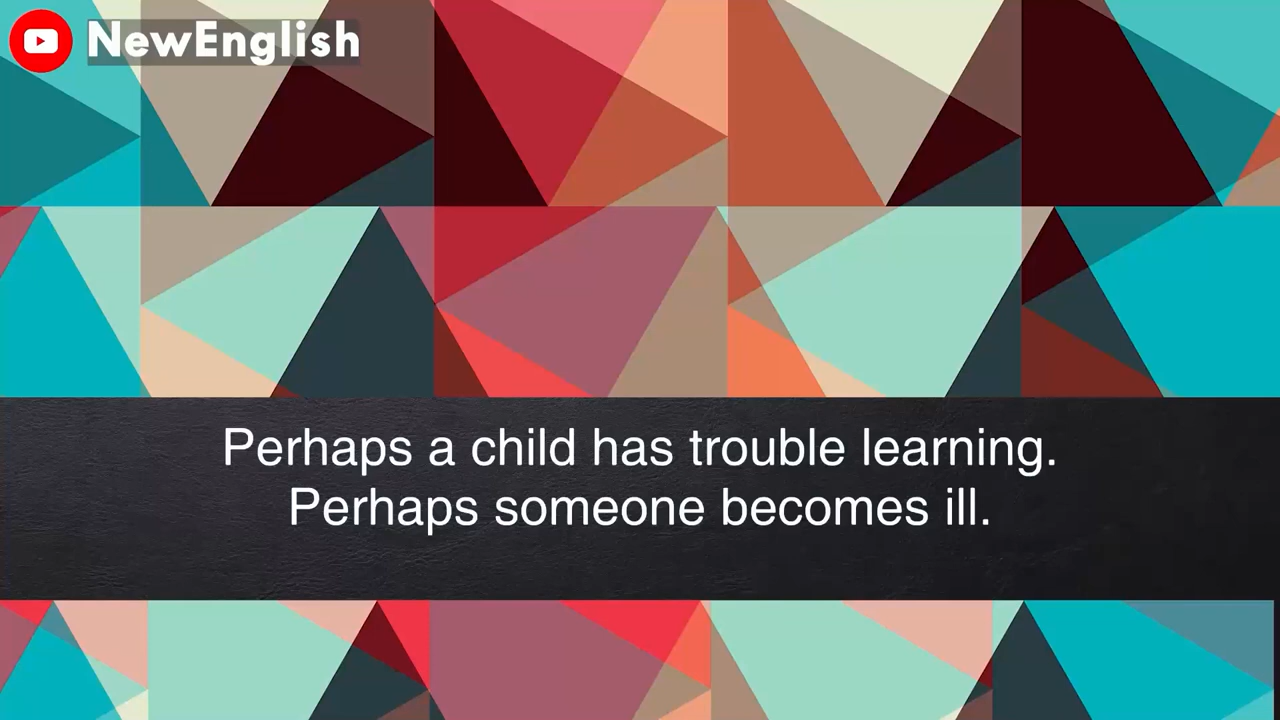 NewEnglish
Perhaps a child has trouble learning.
Perhaps someone becomes ill.